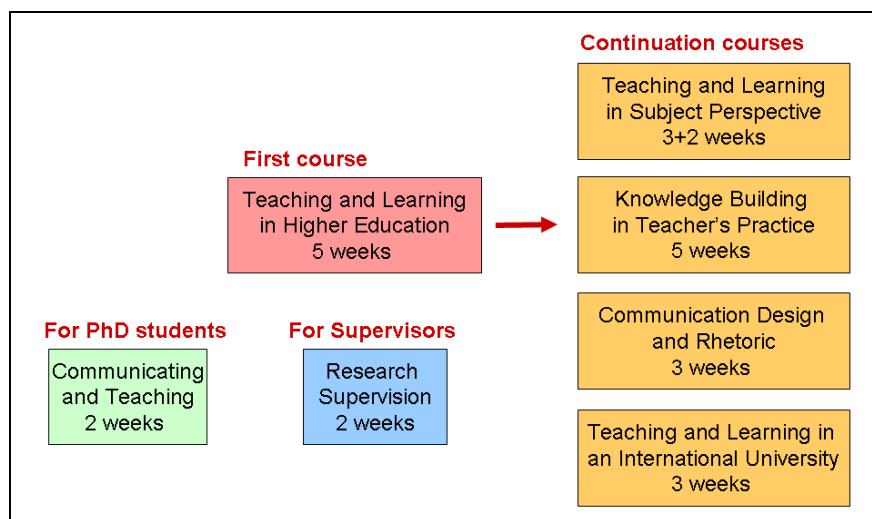 Continuation courses
Teaching and Learning
in Subject Perspective
3+2 weeks
First course
Teaching and Learning
in Higher Education
5 weeks
Knowledge Building
in Teacher's Practice
5 weeks
For PhD students
Communicating
and Teaching
2 weeks
For Supervisors
Research
Supervision
2 weeks
Communication Design
and Rhetoric
3 weeks
Teaching and Learning in
an International University
3 weeks